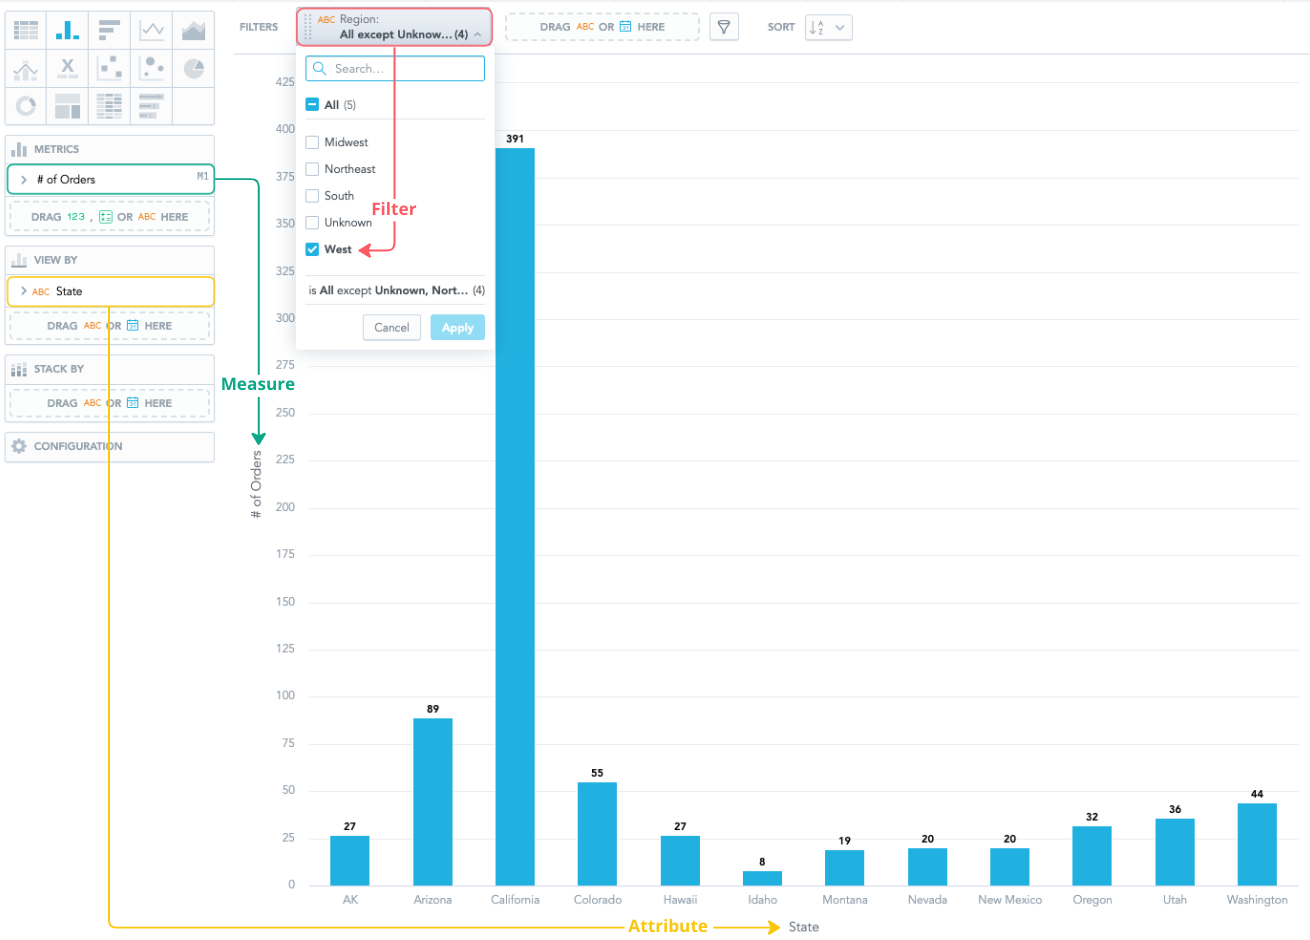 FILTERS
ABC Region:
All except Unknow... (4)
DRAG ABC OR 31 HERE
SORT
A
Z
Search...
All (5)
Midwest
Northeast
South
Unknown
West
is All except Unknown, Nort... (4)
Cancel
Apply
Filter
METRICS
# of Orders M1
DRAG 123 , OR ABC HERE
VIEW BY
ABC State
DRAG ABC OR 31 HERE
STACK BY
DRAG ABC OR 31 HERE
CONFIGURATION
Measure
# of Orders
425
400
375
350
325
300
275
250
225
200
175
150
125
100
75
50
25
0
27
89
391
55
27
8
19
20
20
32
36
44
AK
Arizona
California
Colorado
Hawaii
Idaho
Montana
Nevada
New Mexico
Oregon
Utah
Washington
Attribute
State